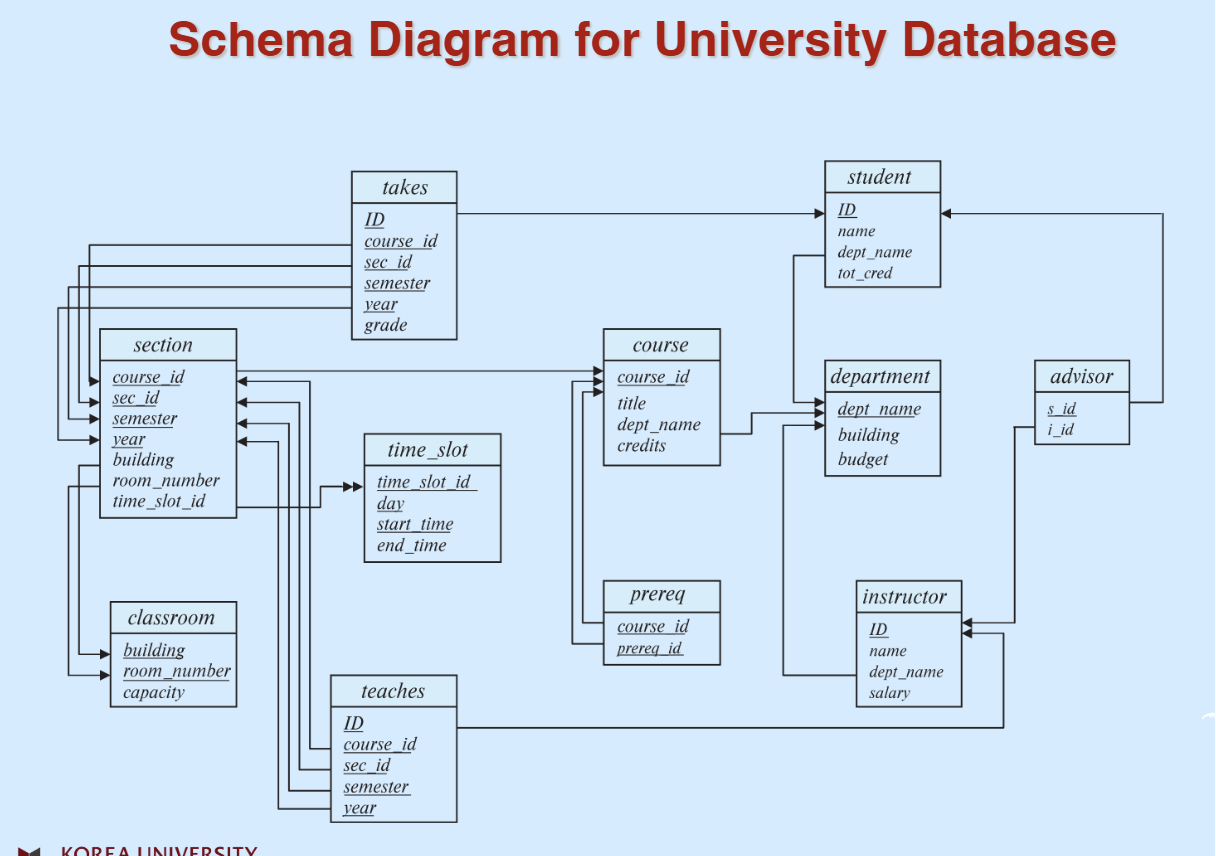 Schema Diagram for University Database
takes
ID
course_id
sec_id
semester
year
grade
student
ID
name
dept_name
tot_cred
section
course_id
sec_id
semester
year
building
room_number
time_slot_id
course
course_id
title
dept_name
credits
department
dept_name
building
budget
advisor
s_id
i_id
time_slot
time_slot_id
day
start_time
end_time
prereq
course_id
prereq_id
instructor
ID
name
dept_name
salary
classroom
building
room_number
capacity
teaches
ID
course_id
sec_id
semester
year
KOREA UNIVERSITY